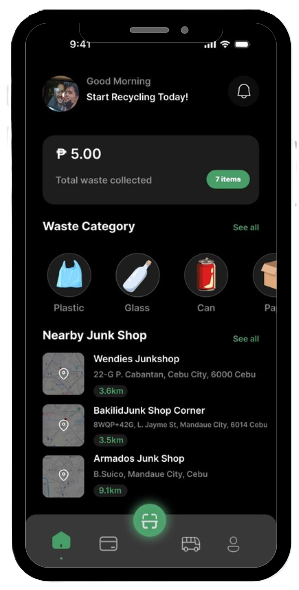 9:41
Good Morning
Start Recycling Today!
₱ 5.00
Total waste collected
7 items
Waste Category
See all
Plastic
Glass
Can
Pa
Nearby Junk Shop
See all
Wendies Junkshop
22-G P. Cabantan, Cebu City, 6000 Cebu
3.6km
BakilidJunk Shop Corner
8WQP+42G, L. Jayme St, Mandaue City, 6014 Cebu
3.5km
Armados Junk Shop
B.Suico, Mandaue City, Cebu
9.1km